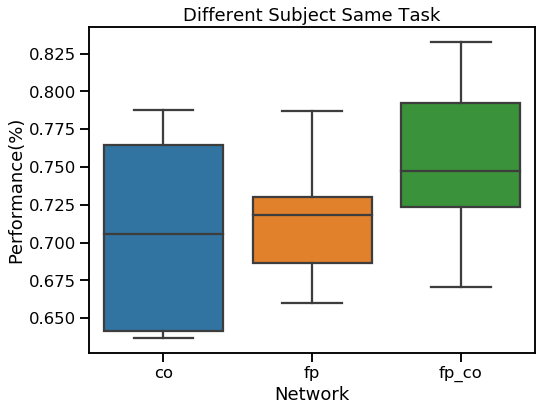 Different Subject Same Task
Performance(%)
0.825
0.800
0.775
0.750
0.725
0.700
0.675
0.650
co
fp
fp_co
Network